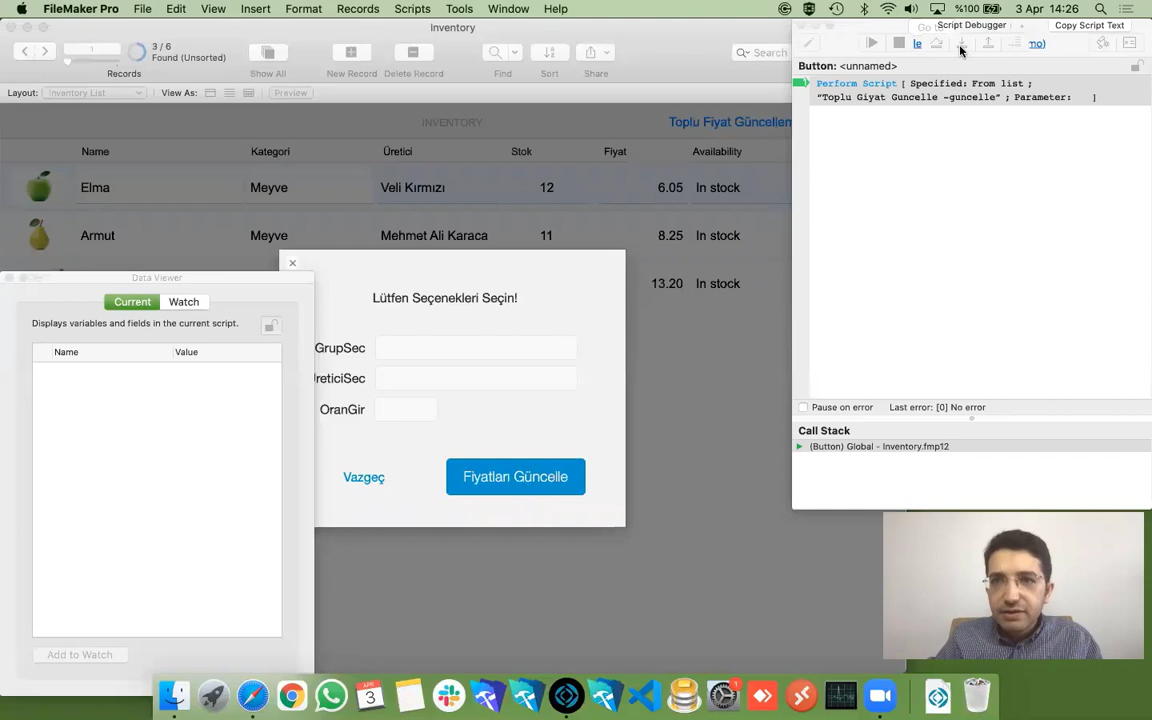 FileMaker Pro File Edit View Insert Format Records Scripts Tools Window Help
%100 3 Apr 14:26
Inventory
1
3 / 6
Found (Unsorted)
Records Show All New Record Delete Record Find Sort Share
Search
Layout: Inventory List View As: Preview
INVENTORY
Toplu Fiyat Güncellen
Name Kategori Üretici Stok Fiyat Availability
Elma Meyve Veli Kırmızı 12 6.05 In stock
Armut Meyve Mehmet Ali Karaca 11 8.25 In stock
13.20 In stock
Lütfen Seçenekleri Seçin!
GrupSec
UreticiSec
OranGir
Vazgeç
Fiyatları Güncelle
Data Viewer
Current Watch
Displays variables and fields in the current script.
Name Value
Add to Watch
Script Debugger
Copy Script Text
le
mo)
Button: <unnamed>
Perform Script [ Specified: From list ;
“Toplu Giyat Guncelle -guncelle” ; Parameter: ]
Pause on error Last error: [0] No error
Call Stack
(Button) Global - Inventory.fmp12
3
1